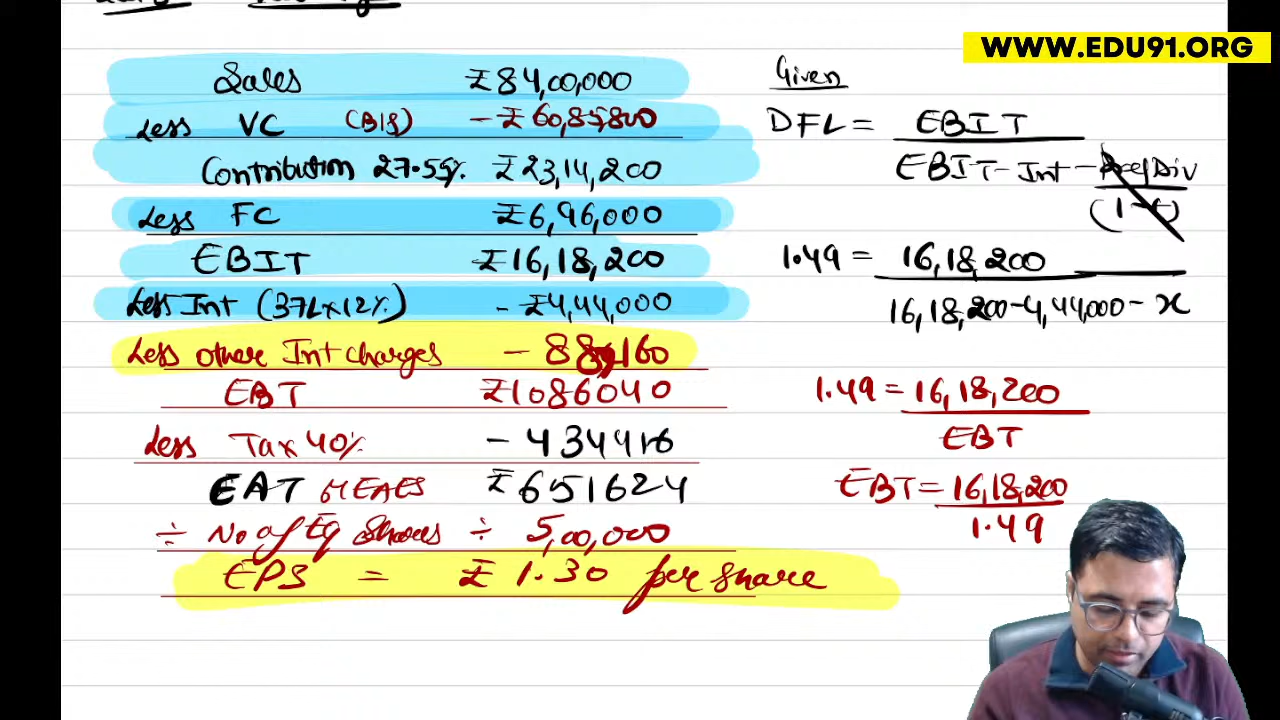 WWW.EDU91.ORG
Sales ₹84,00,000
Less VC (B/f) - ₹60,85,800
Contribution 27.55% ₹23,14,200
Less FC ₹6,96,000
EBIT ₹16,18,200
Less Int (37L×12%) - ₹4,44,000
Less other Int charges - 88,160
EBT ₹1086040
Less Tax 40% - 434416
EAT ₹651624
÷ No of Eq Shares ÷ 5,00,000
EPS = ₹1.30 per share
Given
DFL = EBIT
EBIT - Int - Pref Div
(1-t)
1.49 = 16,18,200
16,18,200 - 4,44,000 - x
1.49 = 16,18,200
EBT
EBT = 16,18,200
1.49